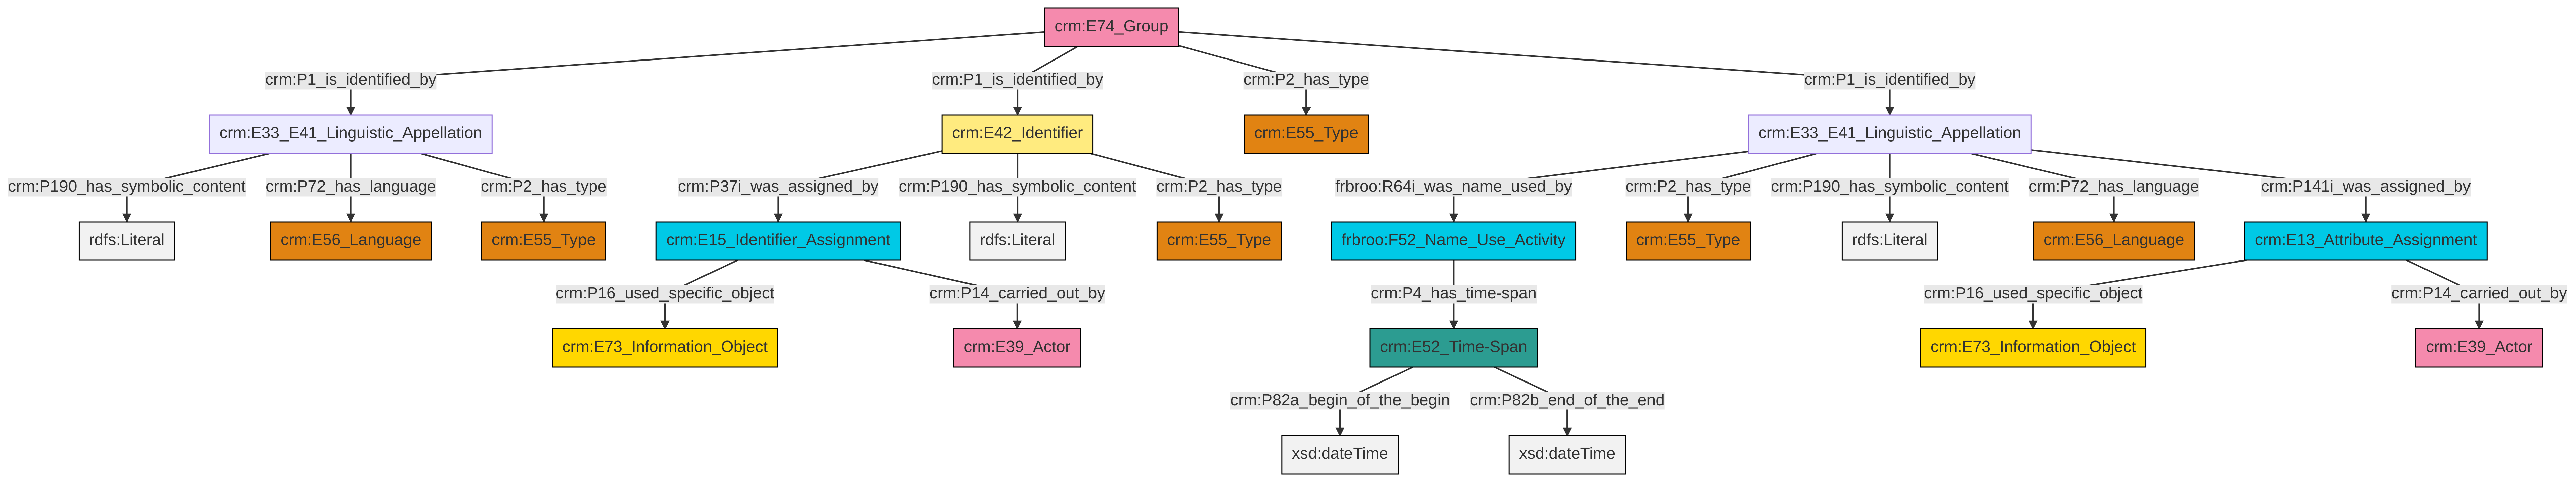 crm:E74_Group
crm:P1_is_identified_by
crm:P1_is_identified_by
crm:P2_has_type
crm:P1_is_identified_by
crm:E33_E41_Linguistic_Appellation
crm:E42_Identifier
crm:E55_Type
crm:E33_E41_Linguistic_Appellation
crm:P190_has_symbolic_content
crm:P72_has_language
crm:P2_has_type
crm:P37i_was_assigned_by
crm:P190_has_symbolic_content
crm:P2_has_type
frbroo:R64i_was_name_used_by
crm:P2_has_type
crm:P190_has_symbolic_content
crm:P72_has_language
crm:P141i_was_assigned_by
rdfs:Literal
crm:E56_Language
crm:E55_Type
crm:E15_Identifier_Assignment
rdfs:Literal
crm:E55_Type
frbroo:F52_Name_Use_Activity
crm:E55_Type
rdfs:Literal
crm:E56_Language
crm:E13_Attribute_Assignment
crm:P16_used_specific_object
crm:P14_carried_out_by
crm:P4_has_time-span
crm:P16_used_specific_object
crm:P14_carried_out_by
crm:E73_Information_Object
crm:E39_Actor
crm:E52_Time-Span
crm:E73_Information_Object
crm:E39_Actor
crm:P82a_begin_of_the_begin
crm:P82b_end_of_the_end
xsd:dateTime
xsd:dateTime